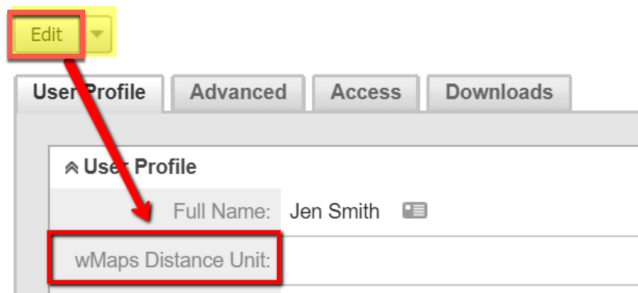 Edit
User Profile Advanced Access Downloads
User Profile
Full Name: Jen Smith
wMaps Distance Unit: